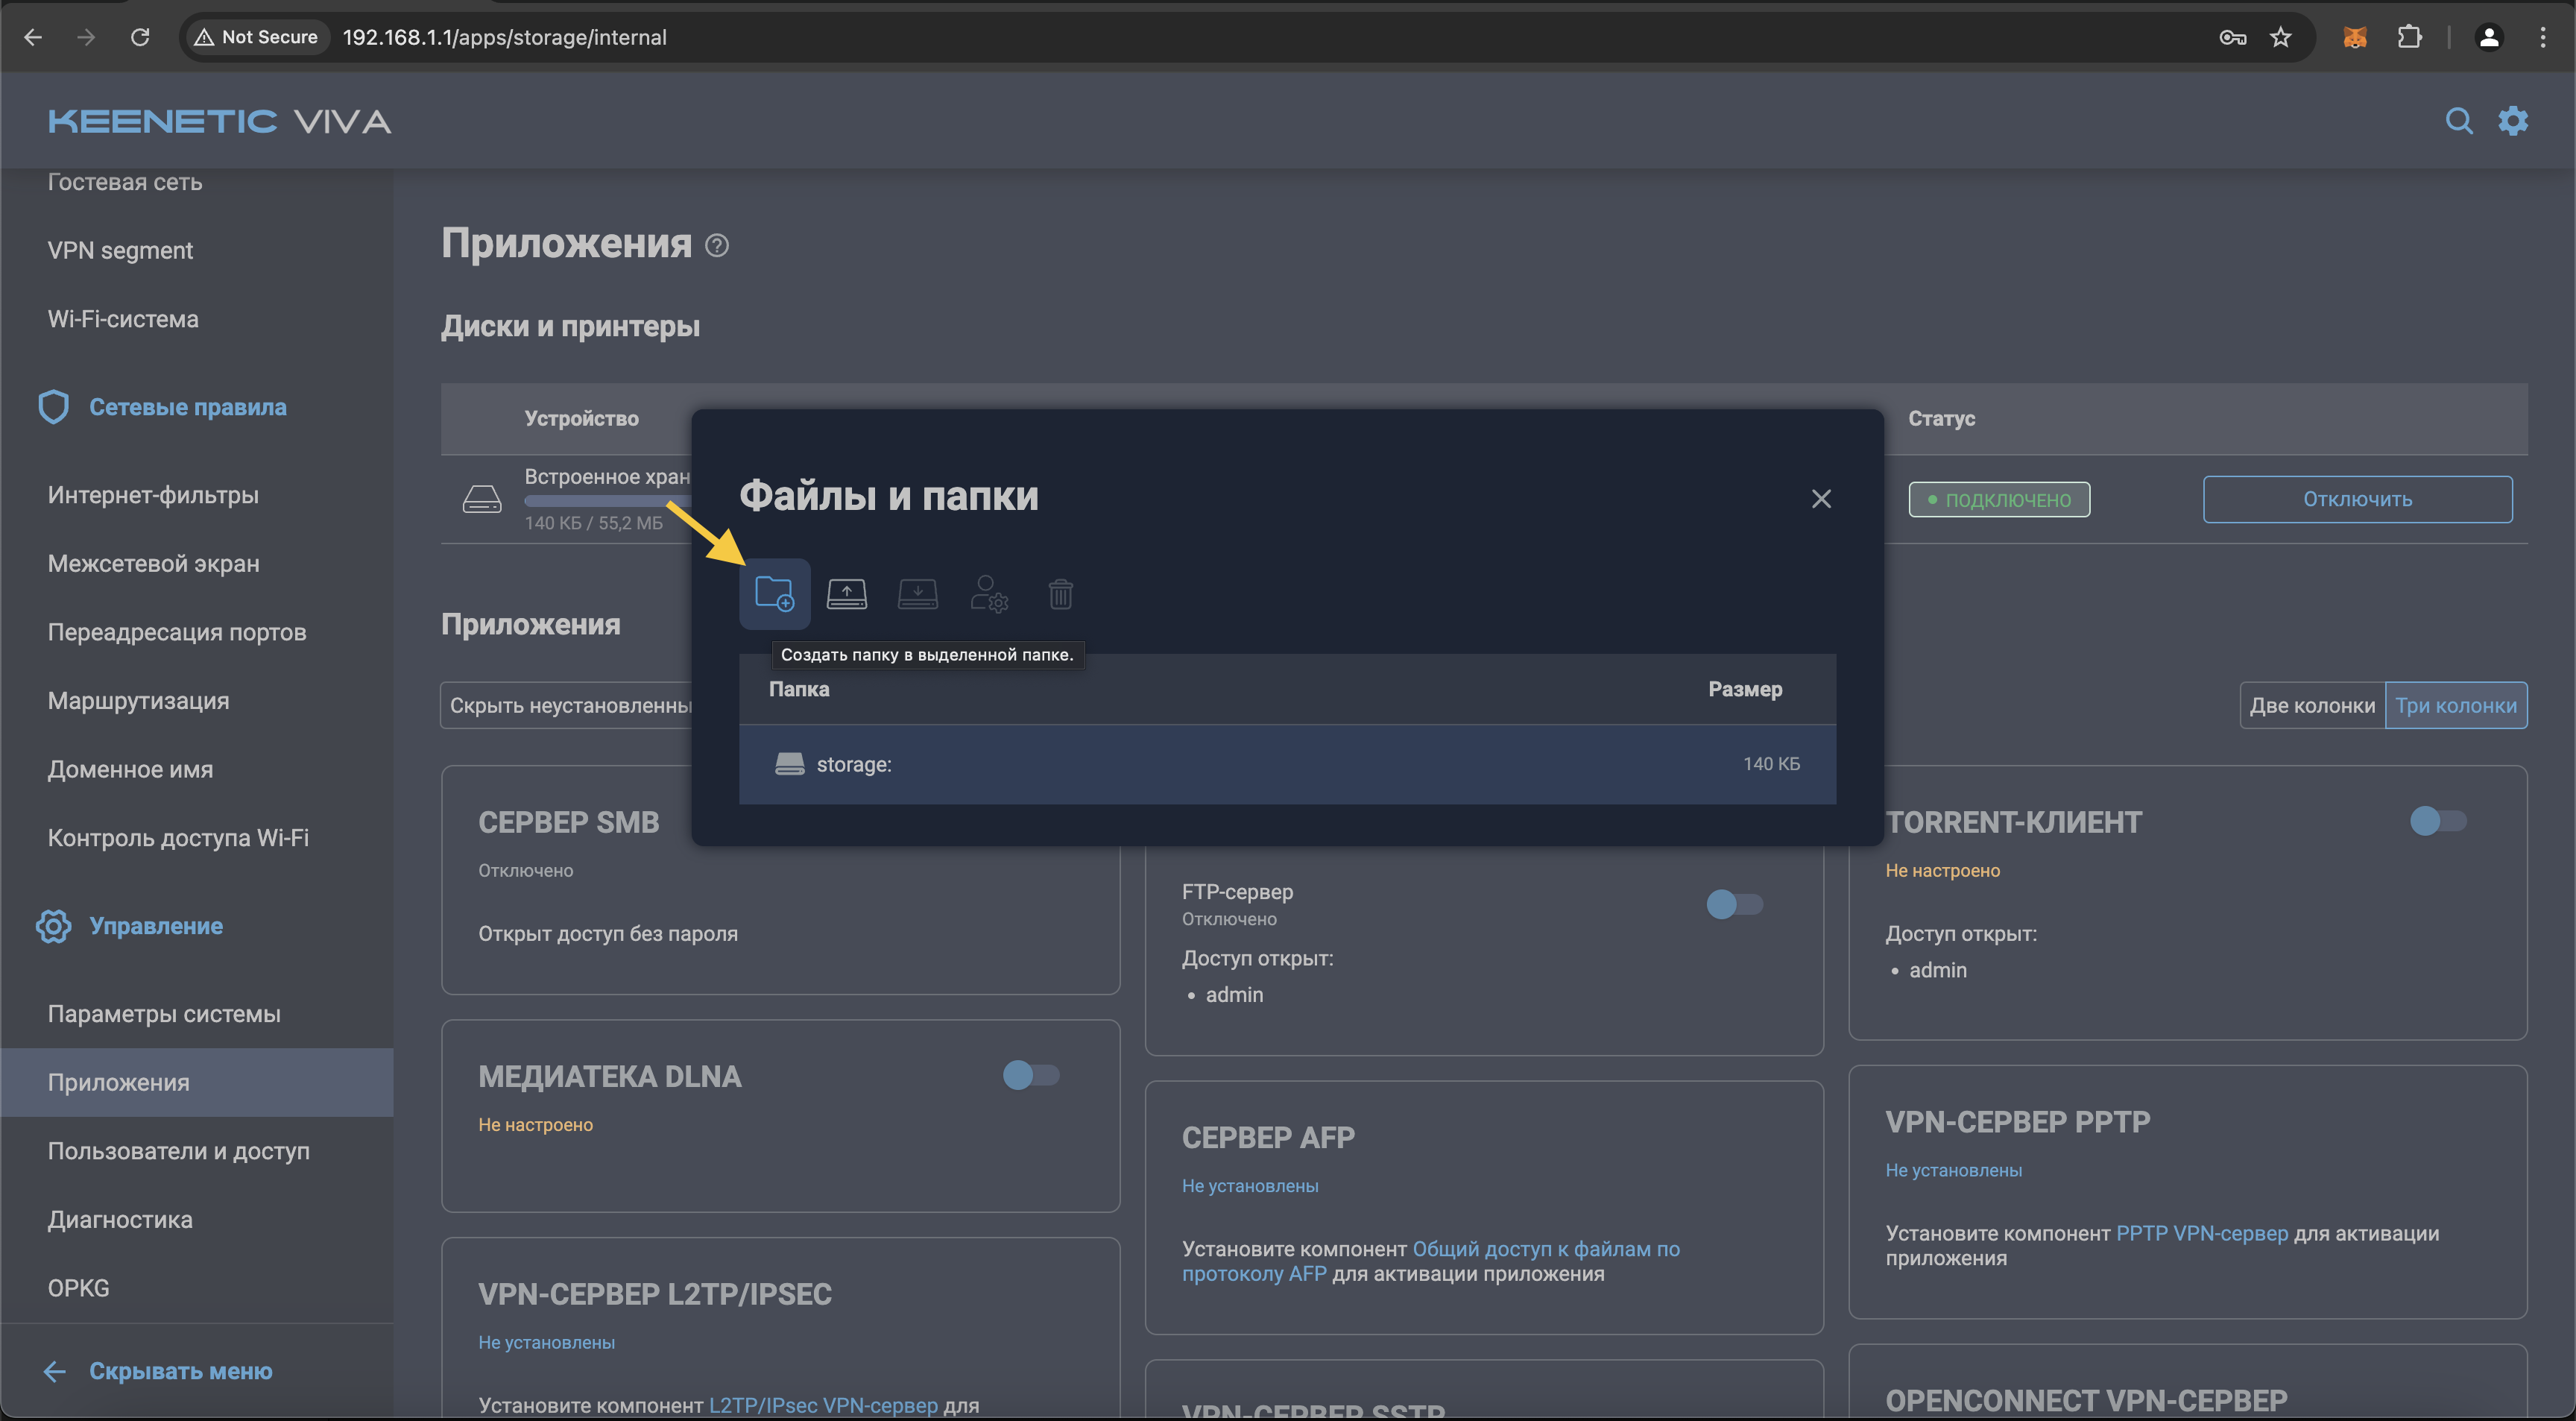 Not Secure
192.168.1.1/apps/storage/internal
KEENETIC VIVA
Гостевая сеть
VPN segment
Wi-Fi-система
Сетевые правила
Интернет-фильтры
Межсетевой экран
Переадресация портов
Маршрутизация
Доменное имя
Контроль доступа Wi-Fi
Управление
Параметры системы
Приложения
Пользователи и доступ
Диагностика
OPKG
Скрывать меню
Приложения
Диски и принтеры
Устройство
Статус
Встроенное хран
140 КБ / 55,2 МБ
ПОДКЛЮЧЕНО
Отключить
Файлы и папки
Создать папку в выделенной папке.
Папка
Размер
storage:
140 КБ
Приложения
Скрыть неустановленны
Две колонки
Три колонки
СЕРВЕР SMB
Отключено
Открыт доступ без пароля
FTP-сервер
Отключено
Доступ открыт:
• admin
TORRENT-КЛИЕНТ
Не настроено
Доступ открыт:
• admin
МЕДИАТЕКА DLNA
Не настроено
СЕРВЕР AFP
Не установлены
Установите компонент Общий доступ к файлам по
протоколу AFP для активации приложения
VPN-СЕРВЕР PPTP
Не установлены
Установите компонент PPTP VPN-сервер для активации
приложения
VPN-СЕРВЕР L2TP/IPSEC
Не установлены
Установите компонент L2TP/IPsec VPN-сервер для
VPN-СЕРВЕР SSTP
OPENCONNECT VPN-СЕРВЕР